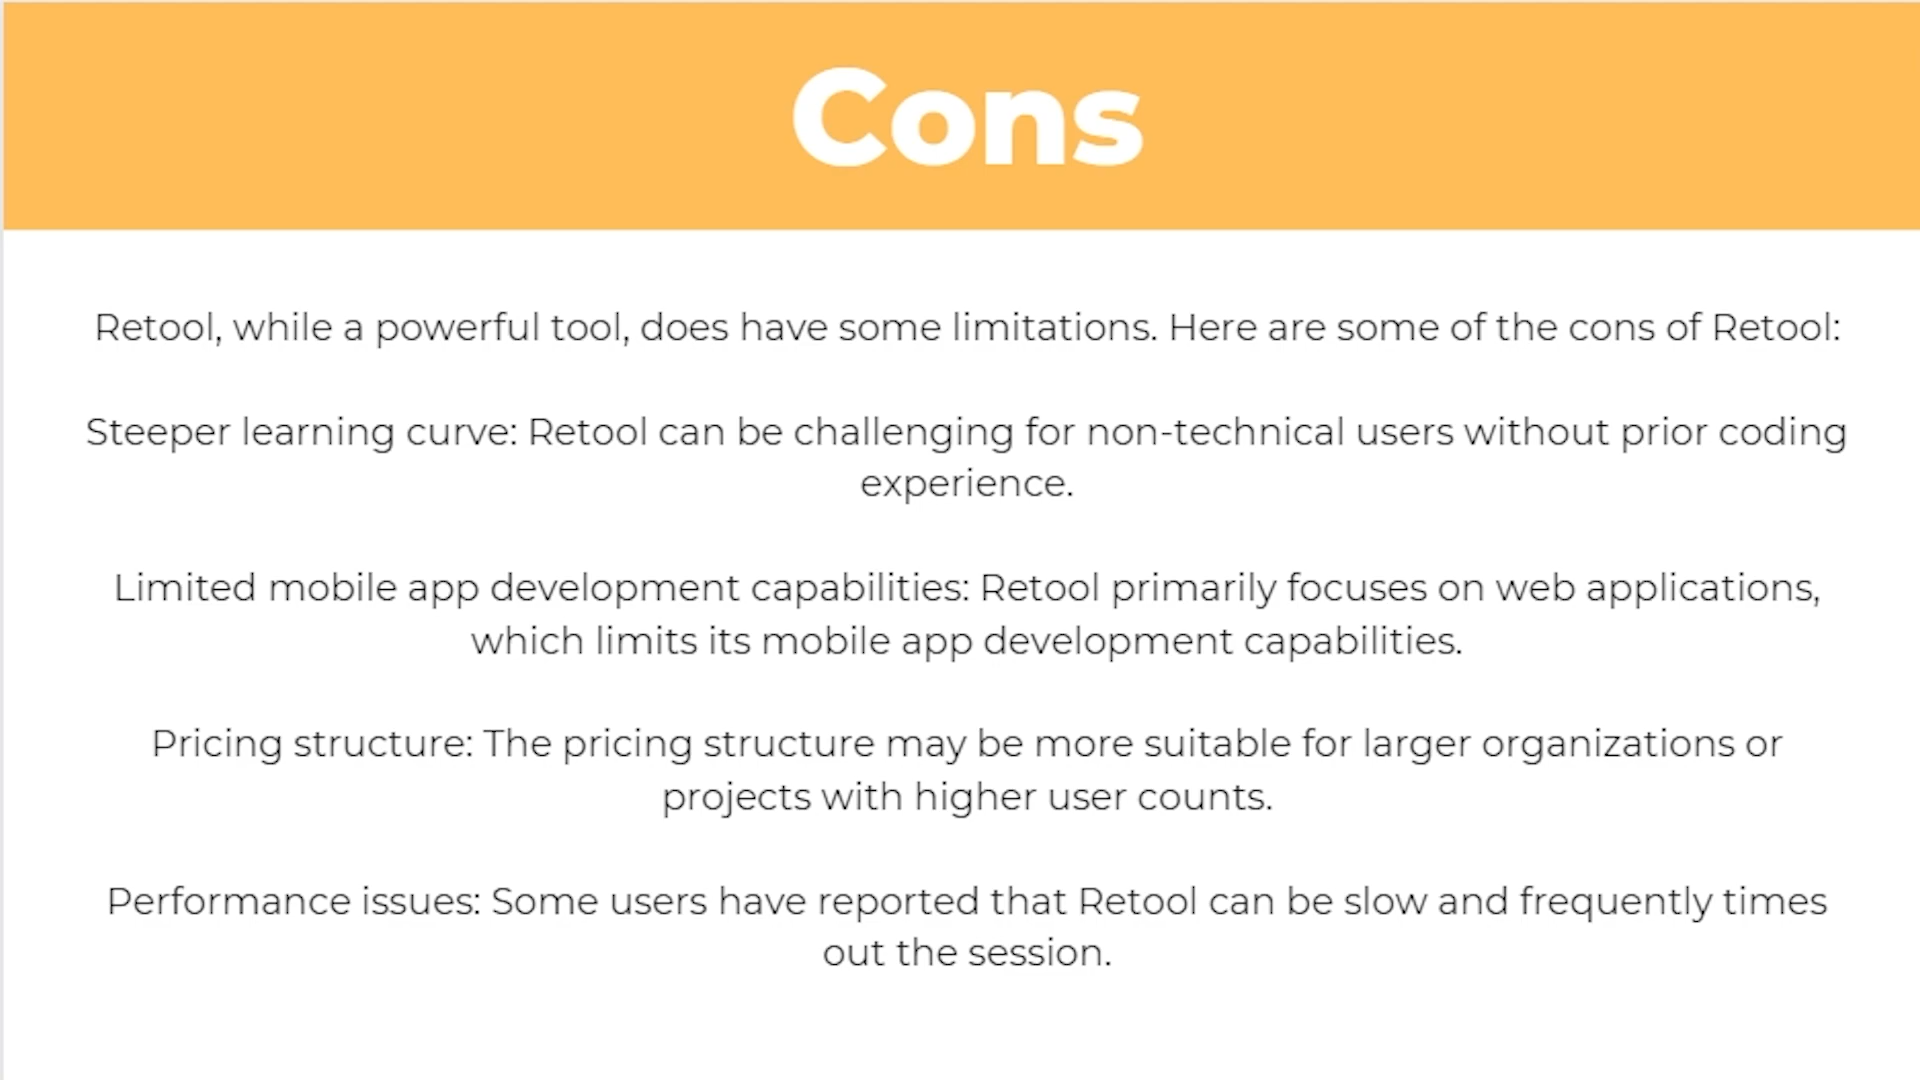 Cons
Retool, while a powerful tool, does have some limitations. Here are some of the cons of Retool:
Steeper learning curve: Retool can be challenging for non-technical users without prior coding
experience.
Limited mobile app development capabilities: Retool primarily focuses on web applications,
which limits its mobile app development capabilities.
Pricing structure: The pricing structure may be more suitable for larger organizations or
projects with higher user counts.
Performance issues: Some users have reported that Retool can be slow and frequently times
out the session.